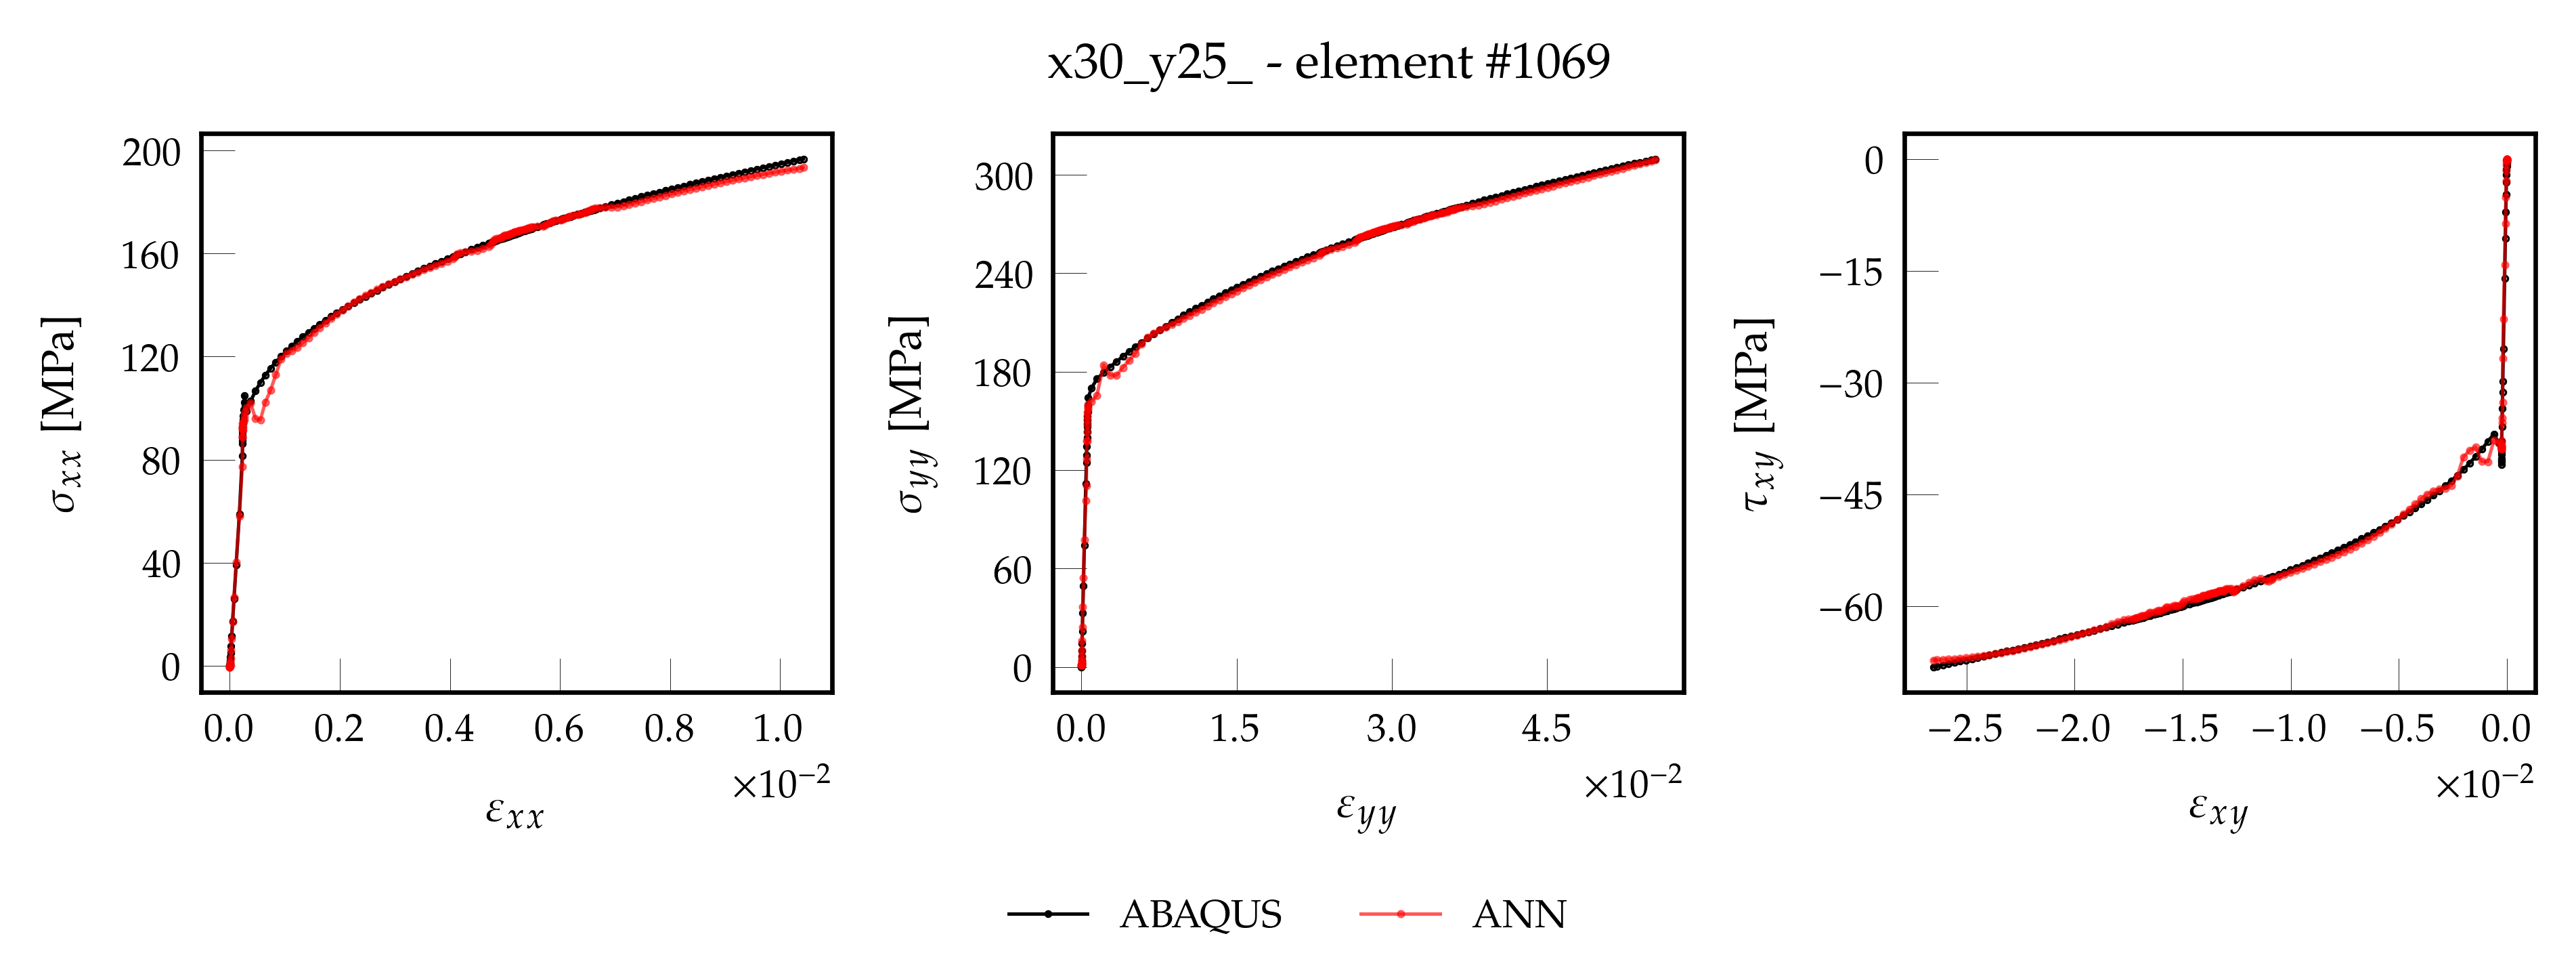 x30_y25_ - element #1069
200
160
120
80
40
0
σxx [MPa]
0.0 0.2 0.4 0.6 0.8 1.0
×10−2
εxx
300
240
180
120
60
0
σyy [MPa]
0.0 1.5 3.0 4.5
×10−2
εyy
0
−15
−30
−45
−60
τxy [MPa]
−2.5 −2.0 −1.5 −1.0 −0.5 0.0
×10−2
εxy
ABAQUS ANN